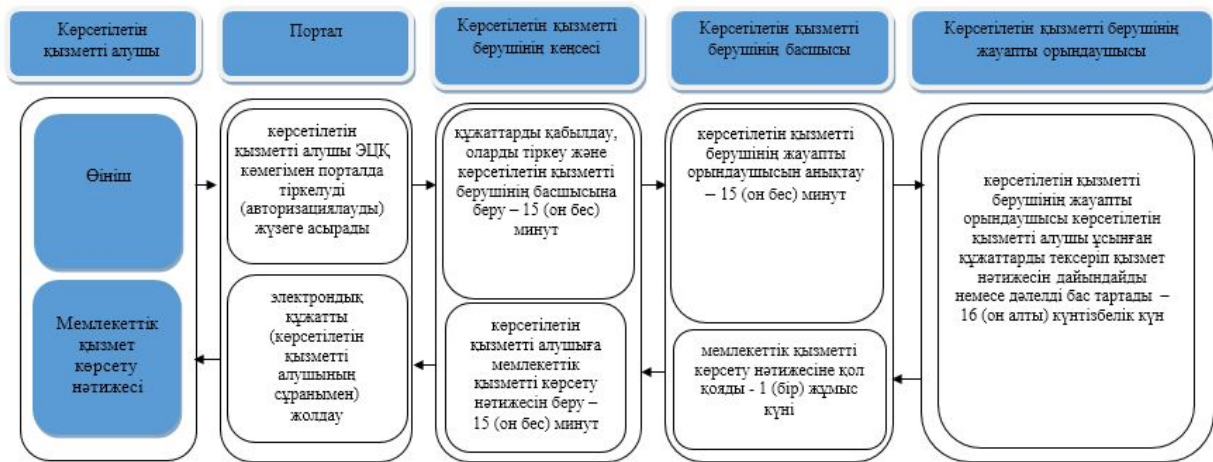 Көрсетілетін
қызметті алушы
Портал
Көрсетілетін қызметті
берушінің кеңсесі
Көрсетілетін қызметті
берушінің басшысы
Көрсетілетін қызметті берушінің
жауапты орындаушысы
Өініш
көрсетілетін
қызметті алушы ЭЦҚ
көмегімен порталда
тіркелуді
(авторизациялауды)
жүзеге асырады
құжаттарды қабылдау,
оларды тіркеу және
көрсетілетін қызметті
берушінің басшысына
беру – 15 (он бес)
минут
көрсетілетін қызметті
берушінің жауапты
орындаушысын анықтау
– 15 (он бес) минут
көрсетілетін қызметті
берушінің жауапты
орындаушысы көрсетілетін
қызметті алушы ұсынған
құжаттарды тексеріп қызмет
нәтижесін дайындайды
немесе дәлелді бас тартады –
16 (он алты) күнтізбелік күн
Мемлекеттік
қызмет
көрсету
нәтижесі
электрондық
құжатты
(көрсетілетін
қызметті
алушының
сұранымен)
жолдау
көрсетілетін
қызметті алушыға
мемлекеттік
қызметті көрсету
нәтижесін беру –
15 (он бес) минут
мемлекеттік қызметті
көрсету нәтижесіне қол
қояды - 1 (бір) жұмыс
күні